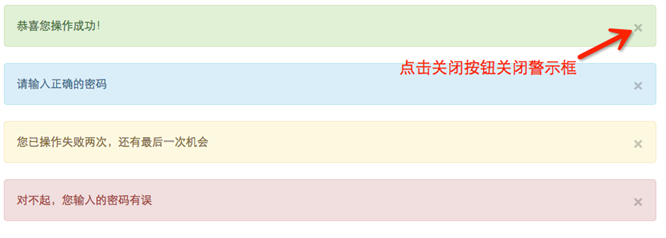 恭喜您操作成功！ ×
点击关闭按钮关闭警示框
请输入正确的密码 ×
您已操作失败两次，还有最后一次机会 ×
对不起，您输入的密码有误 ×